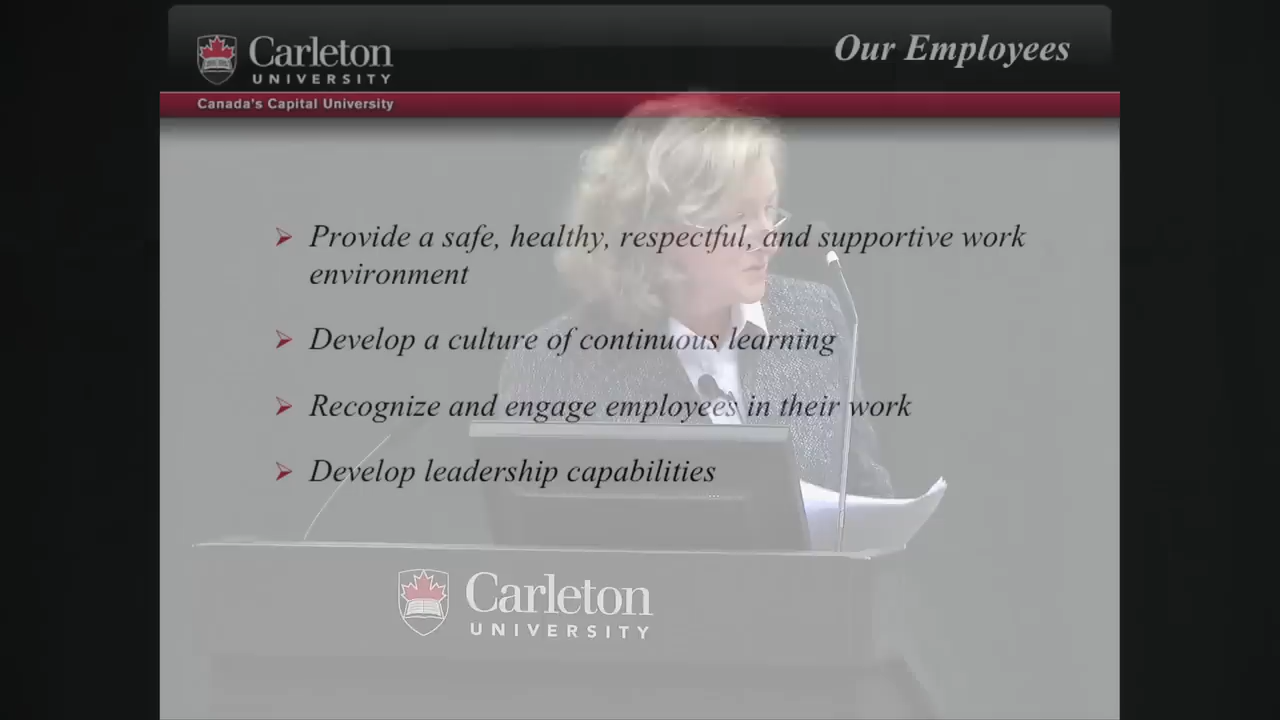 Carleton
UNIVERSITY
Our Employees
Canada's Capital University
Provide a safe, healthy, respectful, and supportive work
environment
Develop a culture of continuous learning
Recognize and engage employees in their work
Develop leadership capabilities
Carleton
UNIVERSITY